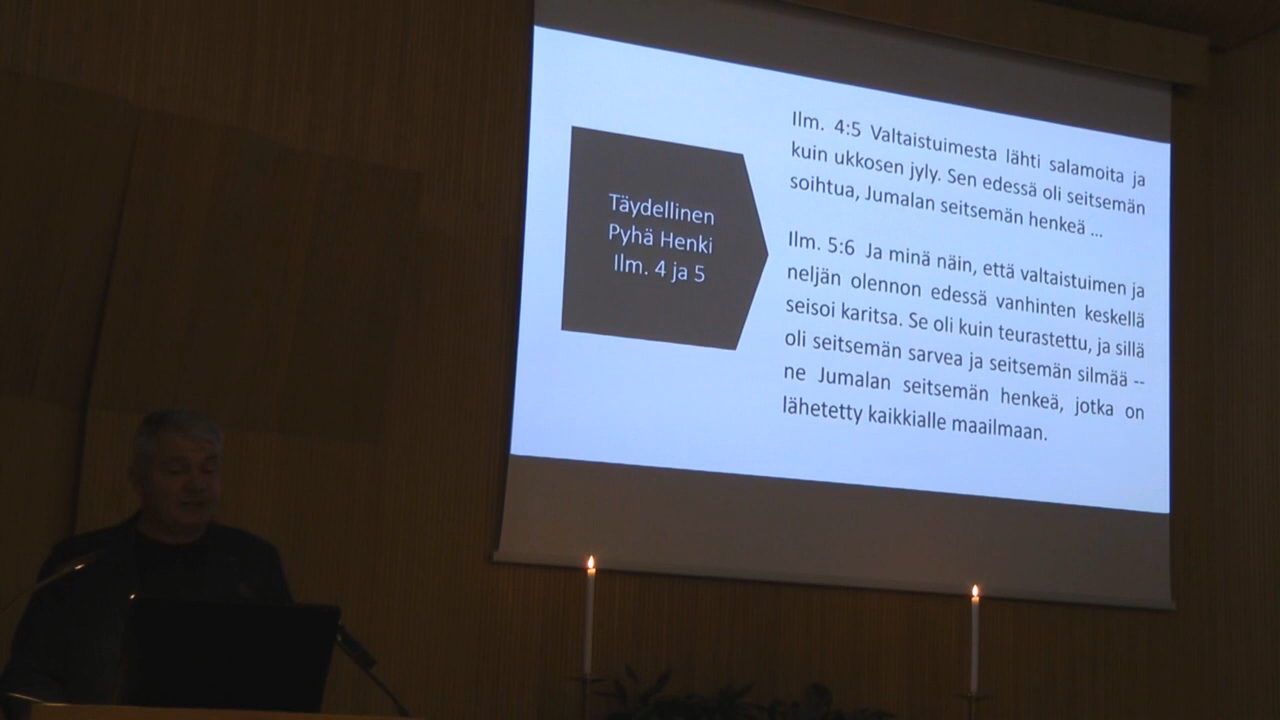 Täydellinen
Pyhä Henki
Ilm. 4 ja 5
Ilm. 4:5 Valtaistuimesta lähti salamoita ja
kuin ukkosen jyly. Sen edessä oli seitsemän
soihtua, Jumalan seitsemän henkeä ...
Ilm. 5:6 Ja minä näin, että valtaistuimen ja
neljän olennon edessä vanhinten keskellä
seisoi karitsa. Se oli kuin teurastettu, ja sillä
oli seitsemän sarvea ja seitsemän silmää --
ne Jumalan seitsemän henkeä, jotka on
lähetetty kaikkialle maailmaan.